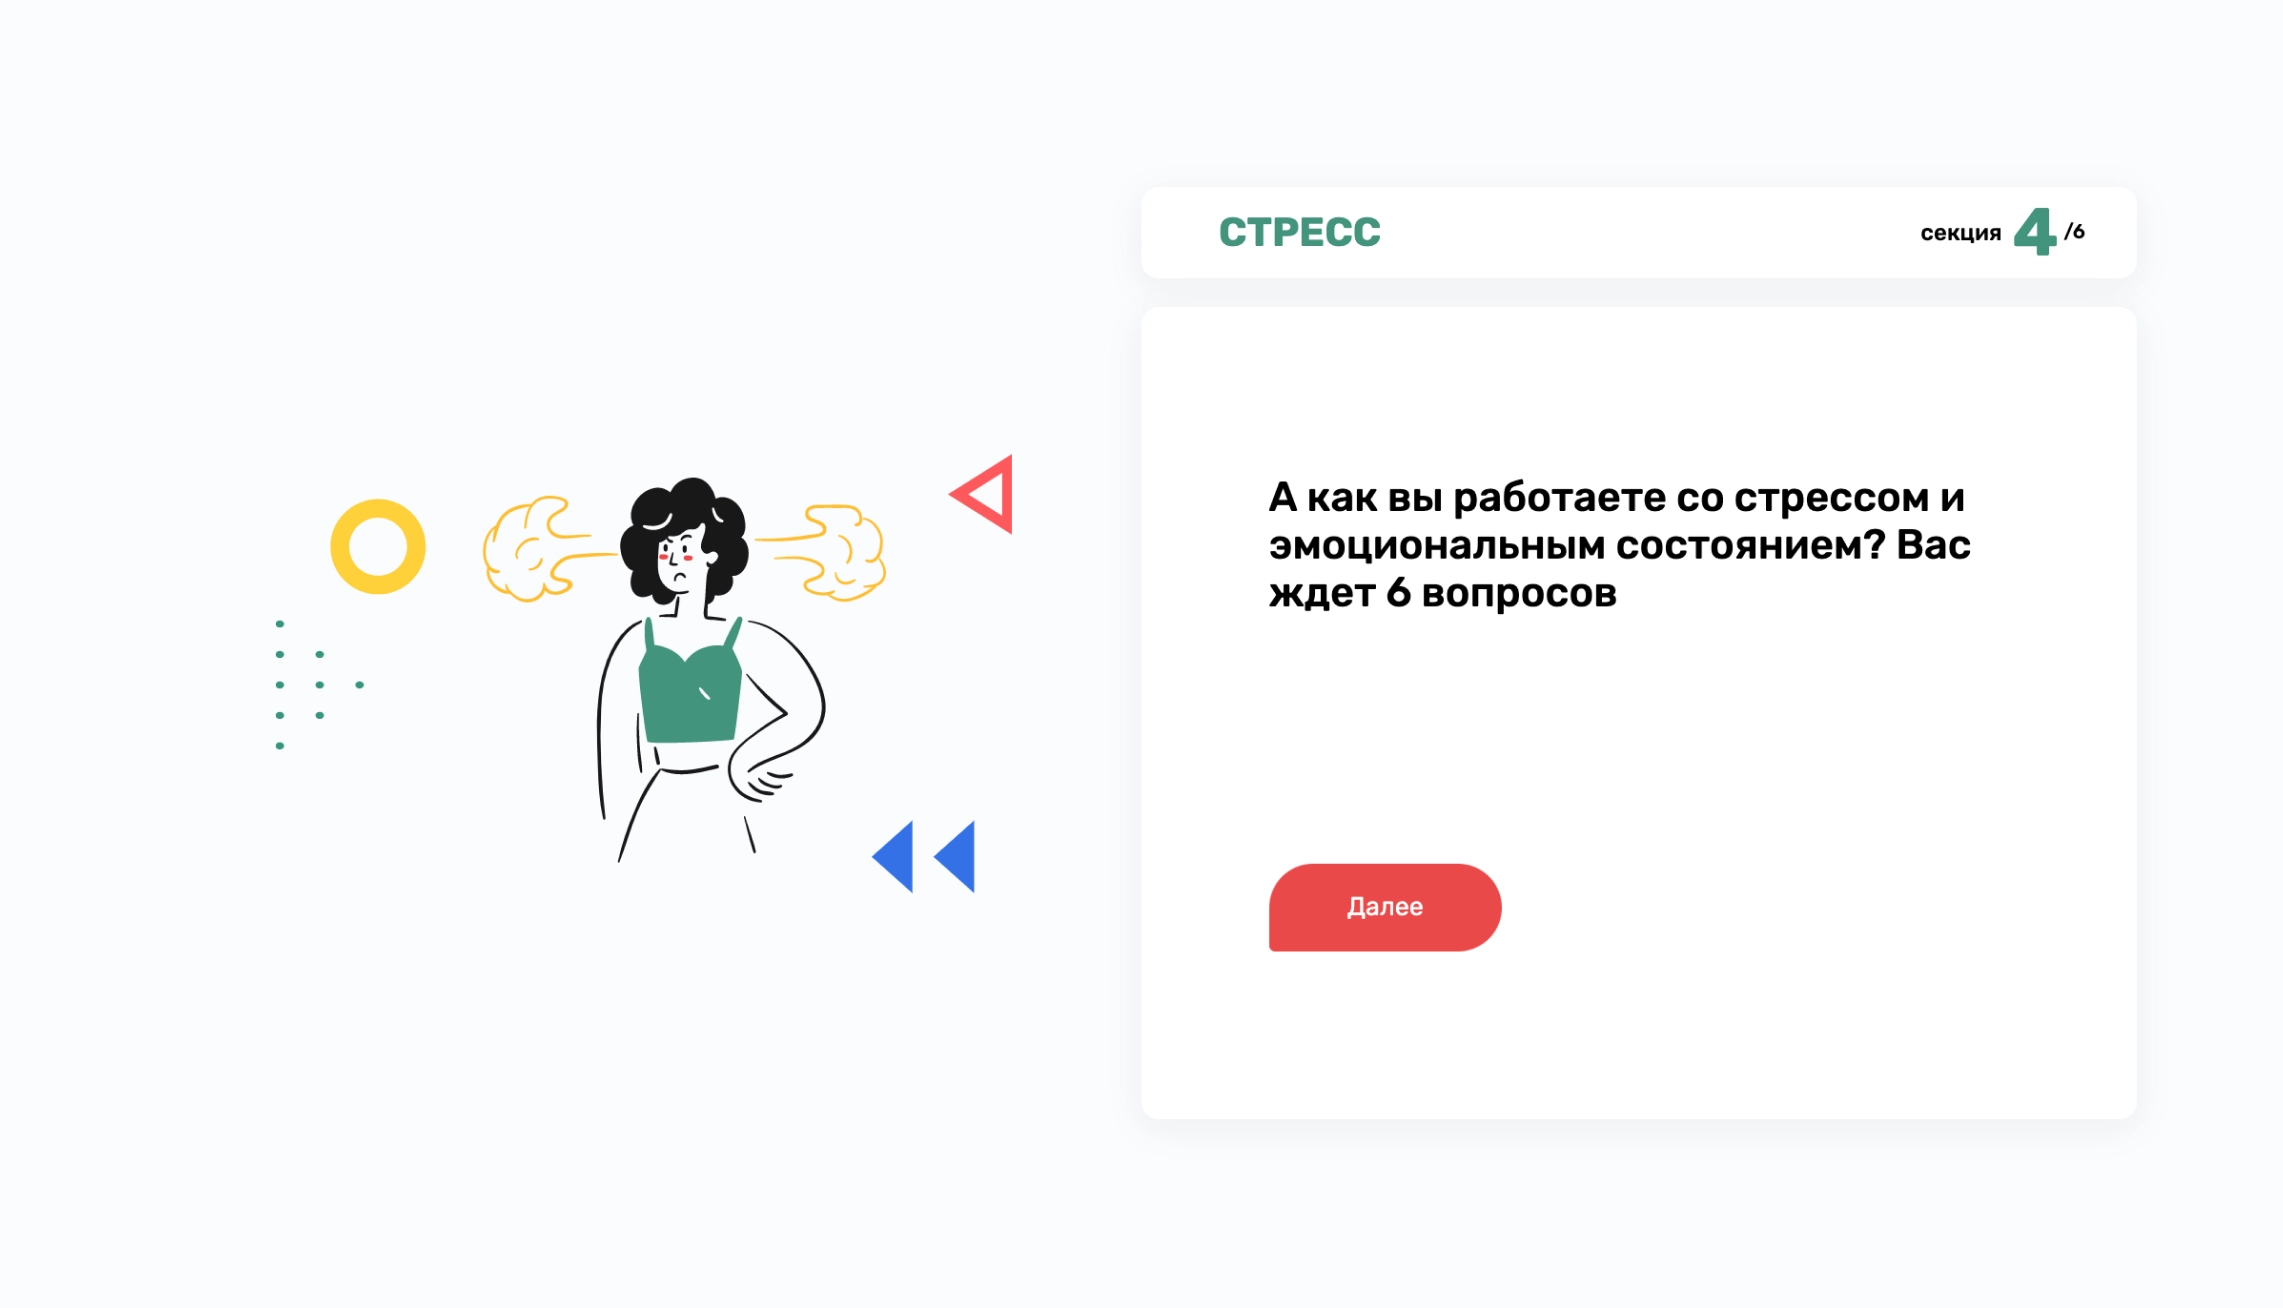 СТРЕСС
секция 4 /6
А как вы работаете со стрессом и
эмоциональным состоянием? Вас
ждет 6 вопросов
Далее